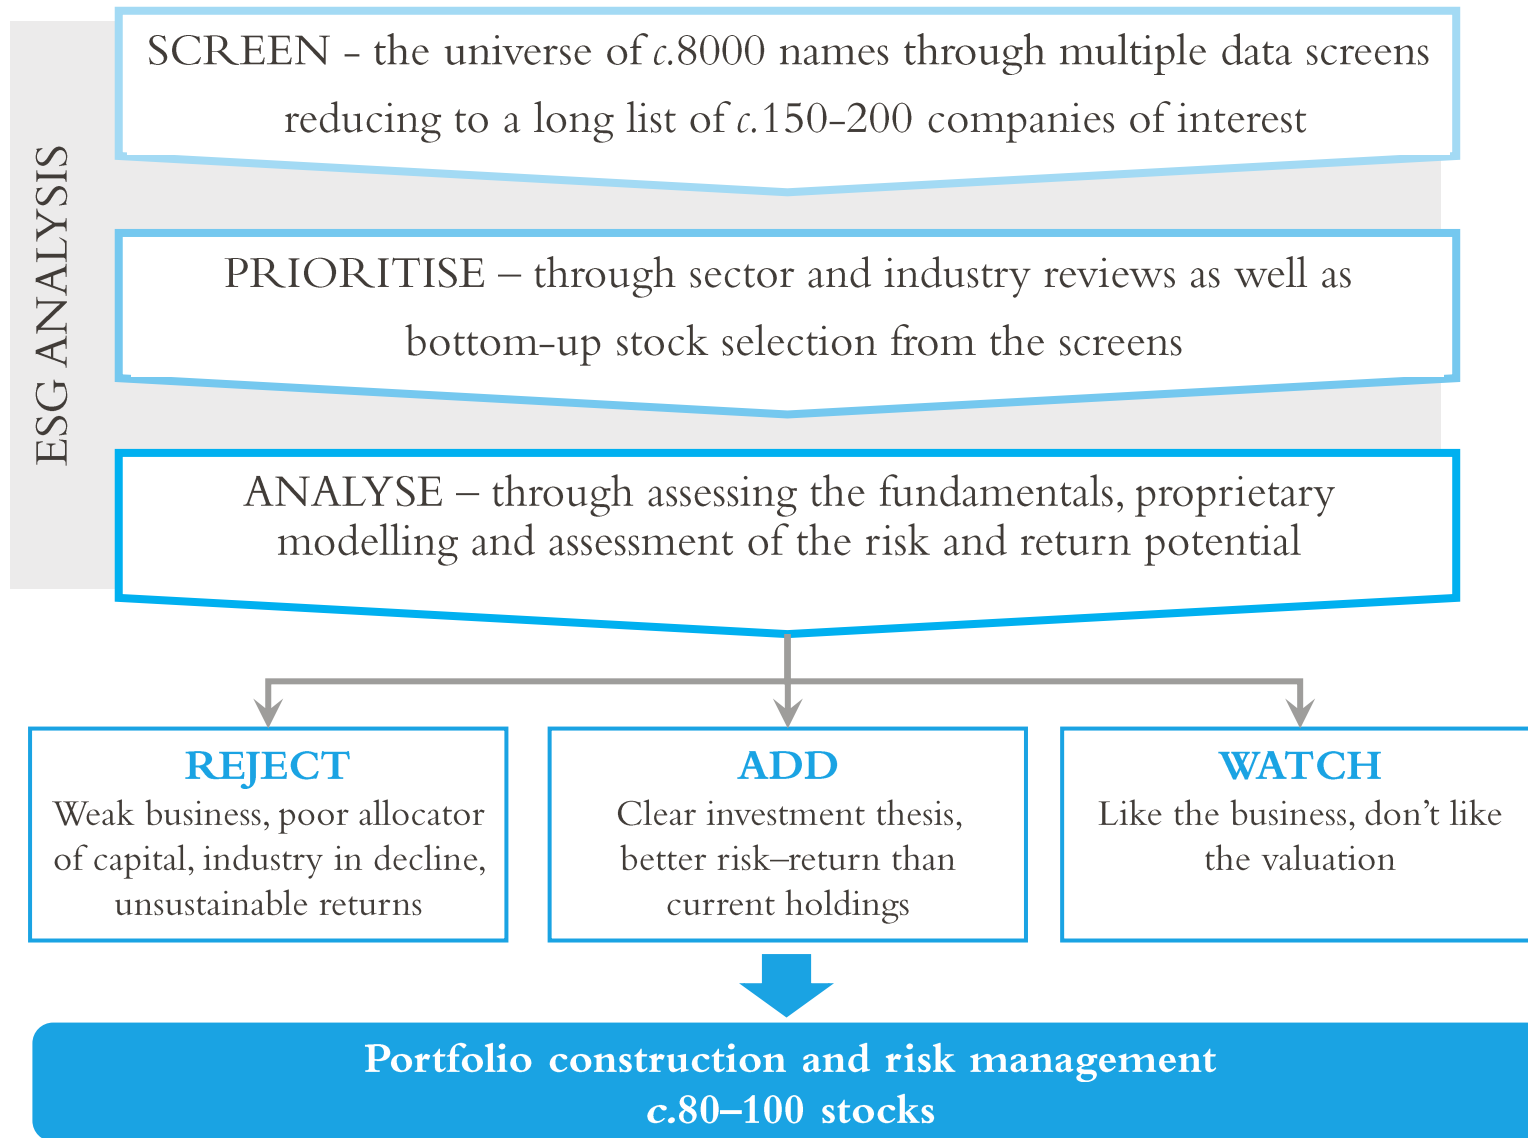 SCREEN - the universe of c.8000 names through multiple data screens
reducing to a long list of c.150-200 companies of interest
ESG ANALYSIS
PRIORITISE – through sector and industry reviews as well as
bottom-up stock selection from the screens
ANALYSE – through assessing the fundamentals, proprietary
modelling and assessment of the risk and return potential
REJECT
Weak business, poor allocator
of capital, industry in decline,
unsustainable returns
ADD
Clear investment thesis,
better risk–return than
current holdings
WATCH
Like the business, don’t like
the valuation
Portfolio construction and risk management
c.80–100 stocks